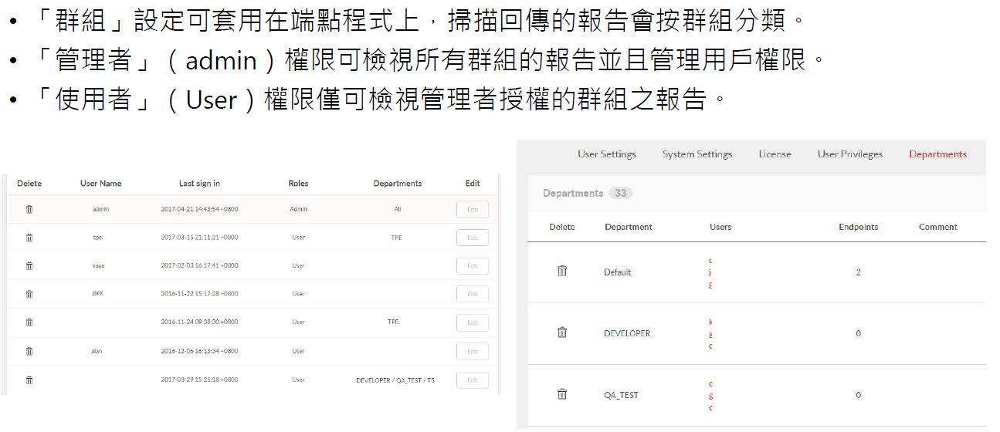 • 「群組」設定可套用在端點程式上，掃描回傳的報告會按群組分類。
• 「管理者」（admin）權限可檢視所有群組的報告並且管理用戶權限。
• 「使用者」（User）權限僅可檢視管理者授權的群組之報告。
Delete User Name Last sign in Roles Departments Edit
admin 2017-04-21 14:43:54 +0800 Admin All Edit
tpe 2017-03-15 21:11:21 +0800 User TPE Edit
yaya 2017-02-03 16:17:41 +0800 User Edit
jack 2016-11-22 15:17:28 +0800 User Edit
2016-11-24 09:38:30 +0800 User TPE Edit
alan 2016-12-06 16:13:34 +0800 User Edit
2017-03-29 15:25:18 +0800 User DEVELOPER / QA_TEST / TS Edit
User Settings System Settings License User Privileges Departments
Departments 33
Delete Department Users Endpoints Comment
Default 2
DEVELOPER 0
QA_TEST 0